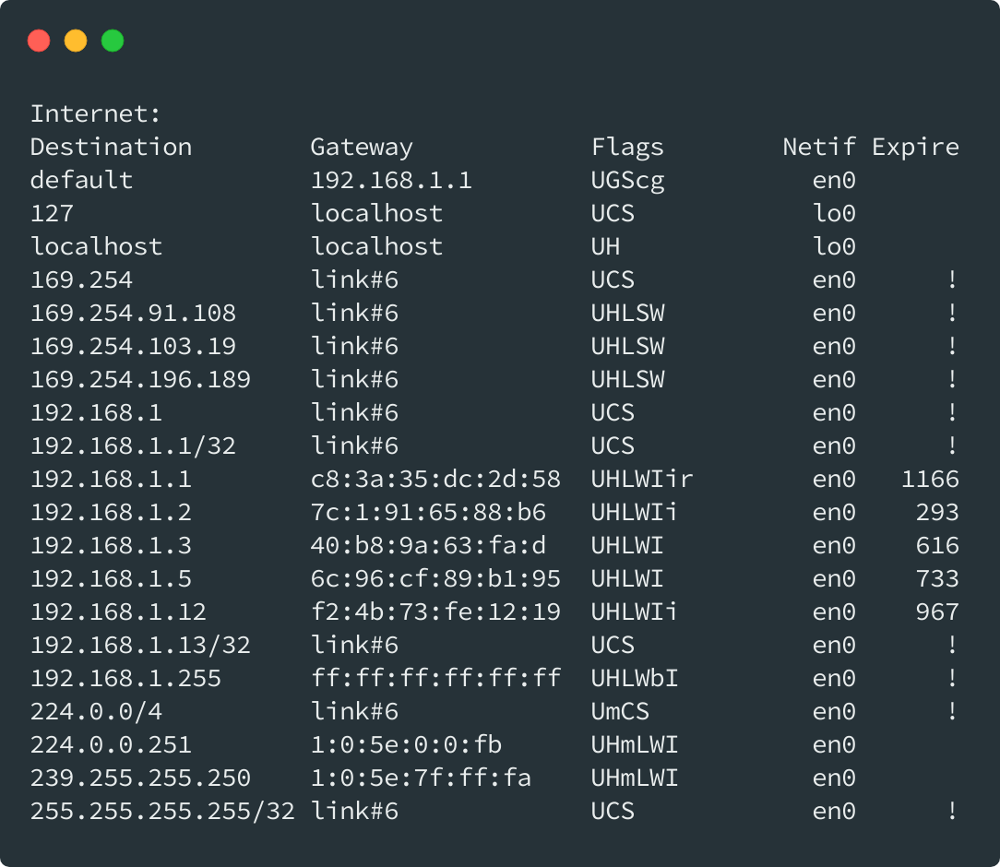 Internet:
Destination        Gateway            Flags        Netif Expire
default            192.168.1.1        UGScg          en0
127                localhost          UCS            lo0
localhost          localhost          UH             lo0
169.254            link#6             UCS            en0      !
169.254.91.108     link#6             UHLSW          en0      !
169.254.103.19     link#6             UHLSW          en0      !
169.254.196.189    link#6             UHLSW          en0      !
192.168.1          link#6             UCS            en0      !
192.168.1.1/32     link#6             UCS            en0      !
192.168.1.1        c8:3a:35:dc:2d:58  UHLWIir        en0   1166
192.168.1.2        7c:1:91:65:88:b6   UHLWIi         en0    293
192.168.1.3        40:b8:9a:63:fa:d   UHLWI          en0    616
192.168.1.5        6c:96:cf:89:b1:95  UHLWI          en0    733
192.168.1.12       f2:4b:73:fe:12:19  UHLWIi         en0    967
192.168.1.13/32    link#6             UCS            en0      !
192.168.1.255      ff:ff:ff:ff:ff:ff  UHLWbI         en0      !
224.0.0/4          link#6             UmCS           en0      !
224.0.0.251        1:0:5e:0:0:fb      UHmLWI         en0
239.255.255.250    1:0:5e:7f:ff:fa    UHmLWI         en0
255.255.255.255/32 link#6             UCS            en0      !